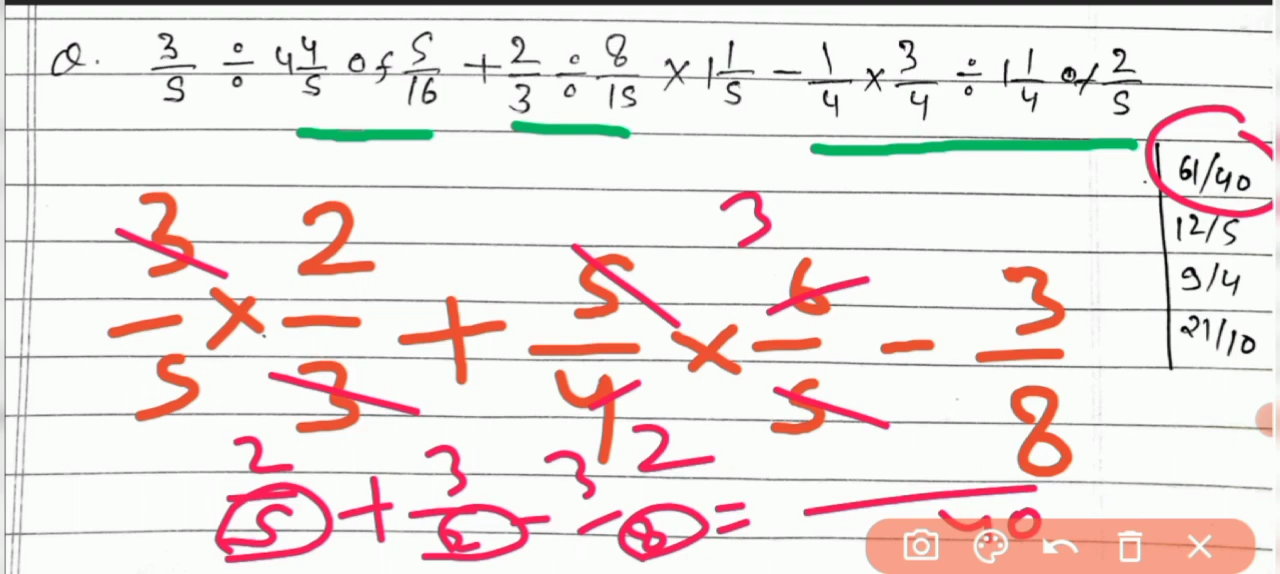 Q. 3/5 ÷ 4 4/5 of 5/16 + 2/3 ÷ 8/15 × 1 1/5 − 1/4 × 3/4 ÷ 1 1/4 of 2/5
61/40
12/5
9/4
21/10
3
3/5 × 2/3 + 5/4 × 6/5 − 3/8
2
2/5 + 3/2 − 3/8 = /40